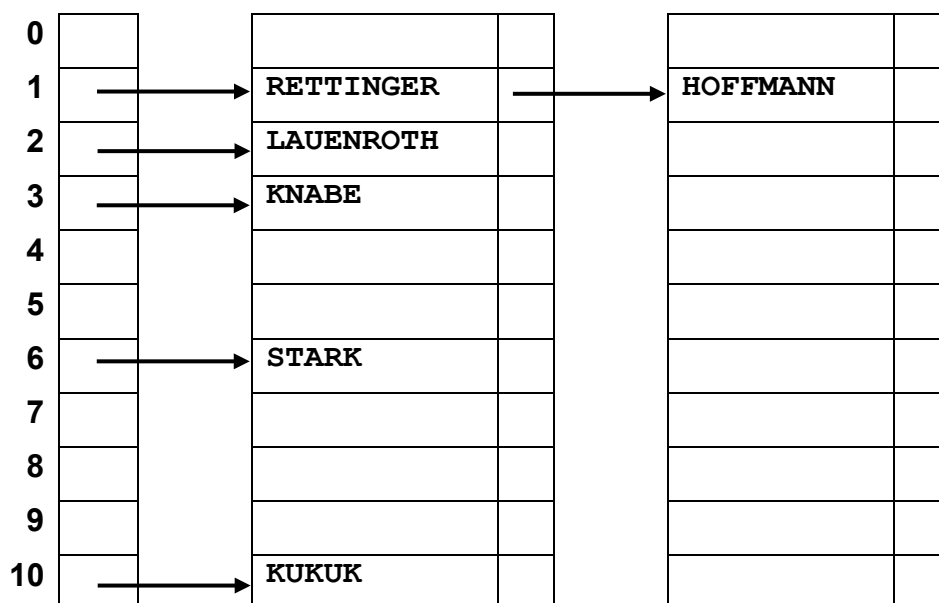 0
1 RETTINGER HOFFMANN
2 LAUENROTH
3 KNABE
4
5
6 STARK
7
8
9
10 KUKUK